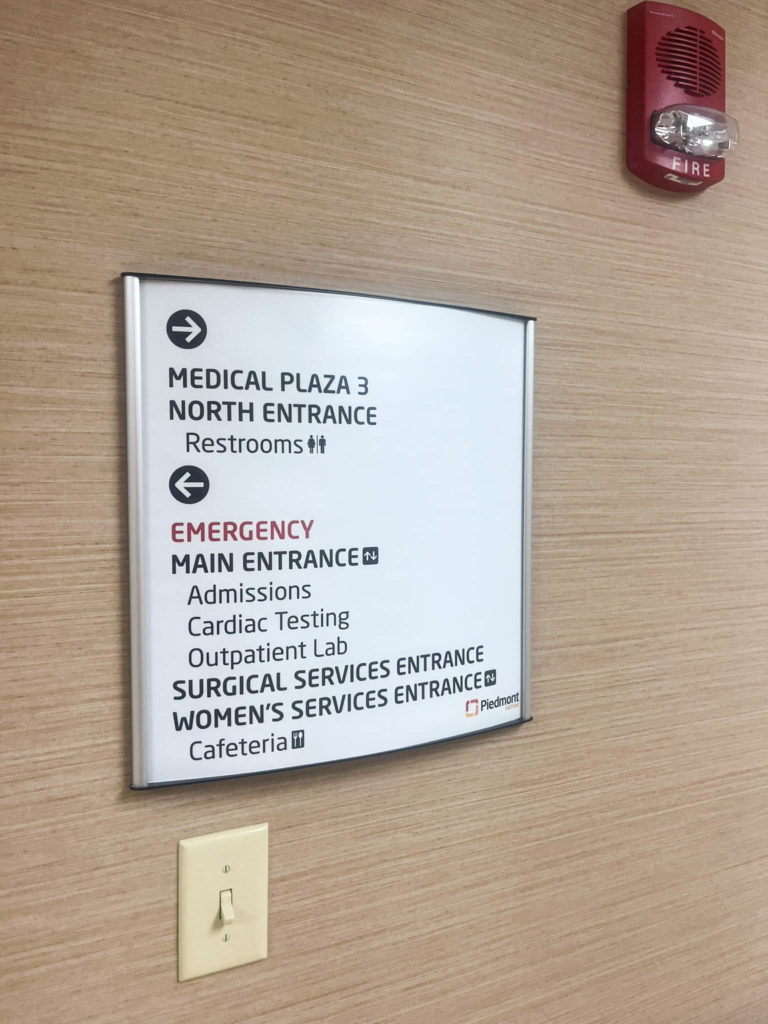 FIRE
MEDICAL PLAZA 3
NORTH ENTRANCE
Restrooms
EMERGENCY
MAIN ENTRANCE
Admissions
Cardiac Testing
Outpatient Lab
SURGICAL SERVICES ENTRANCE
WOMEN'S SERVICES ENTRANCE
Cafeteria
Piedmont